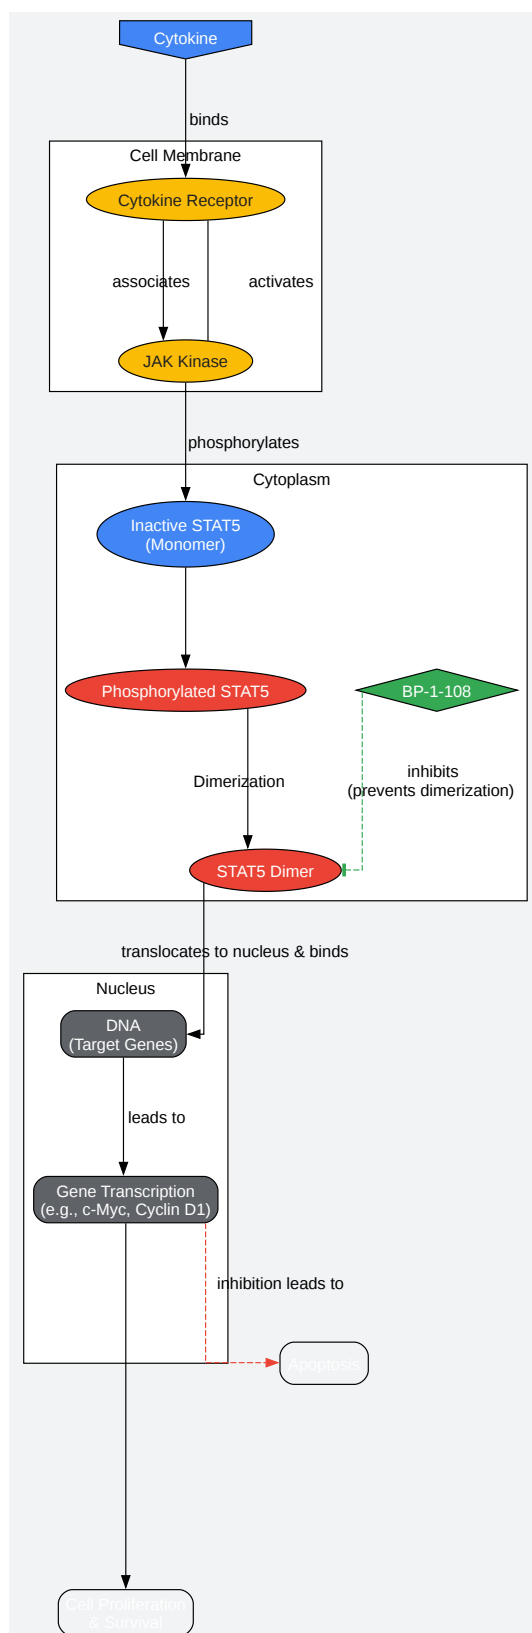 Cytokine
binds
Cell Membrane
Cytokine Receptor
associates
activates
JAK Kinase
phosphorylates
Cytoplasm
Inactive STAT5
(Monomer)
Phosphorylated STAT5
BP-1-108
Dimerization
inhibits
(prevents dimerization)
STAT5 Dimer
translocates to nucleus & binds
Nucleus
DNA
(Target Genes)
leads to
Gene Transcription
(e.g., c-Myc, Cyclin D1)
inhibition leads to
Apoptosis
Cell Proliferation
& Survival